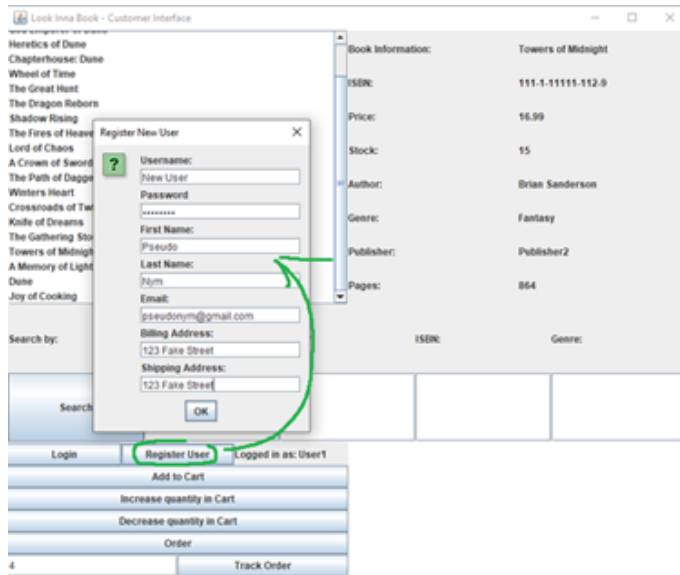 Look Inna Book - Customer Interface
Heretics of Dune
Chapterhouse: Dune
Wheel of Time
The Great Hunt
The Dragon Reborn
Shadow Rising
The Fires of Heave
Lord of Chaos
A Crown of Sword
The Path of Dagge
Winters Heart
Crossroads of Tw
Knife of Dreams
The Gathering Sto
Towers of Midnigh
A Memory of Light
Dune
Joy of Cooking
Book Information: Towers of Midnight
ISBN: 111-1-11111-112-9
Price: 16.99
Stock: 15
Author: Brian Sanderson
Genre: Fantasy
Publisher: Publisher2
Pages: 864
Register New User
?
Username:
New User
Password
First Name:
Pseudo
Last Name:
Nym
Email:
pseudonym@gmail.com
Billing Address:
123 Fake Street
Shipping Address:
123 Fake Street
OK
Search by: ISBN: Genre:
Search
Login Register User Logged in as: User1
Add to Cart
Increase quantity in Cart
Decrease quantity in Cart
Order
4 Track Order